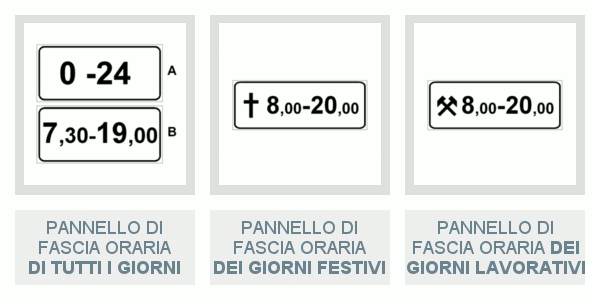 0 -24 A
7,30-19,00 B
8,00-20,00
8,00-20,00
PANNELLO DI
FASCIA ORARIA
DI TUTTI I GIORNI
PANNELLO DI
FASCIA ORARIA
DEI GIORNI FESTIVI
PANNELLO DI
FASCIA ORARIA DEI
GIORNI LAVORATIVI